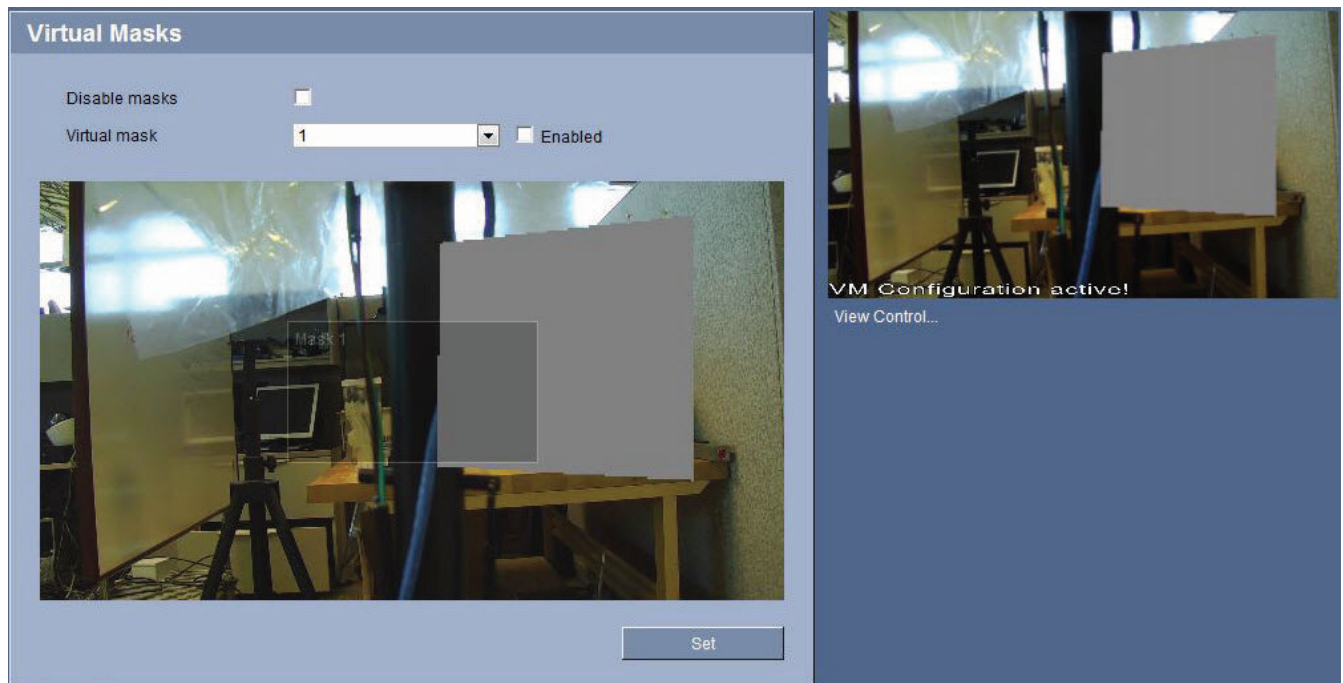 Virtual Masks
Disable masks
Virtual mask
1
Enabled
Mask 1
Set
VM Configuration active!
View Control...